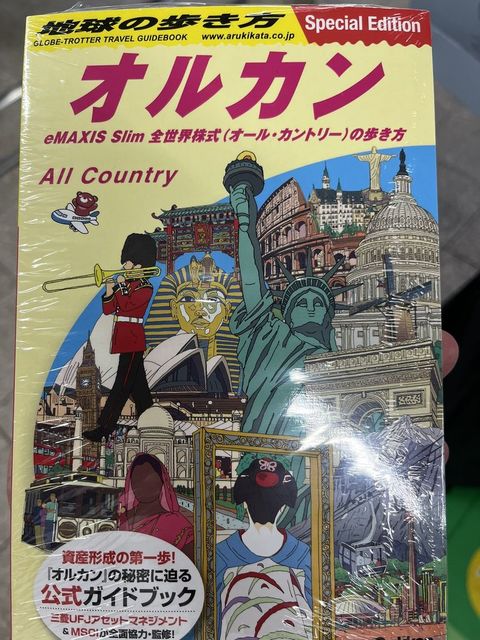 地球の歩き方
GLOBE-TROTTER TRAVEL GUIDEBOOK www.arukikata.co.jp
Special Edition
オルカン
eMAXIS Slim 全世界株式(オール・カントリー)の歩き方
All Country
資産形成の第一歩!
『オルカン』の秘密に迫る
公式ガイドブック
三菱UFJアセットマネジメント
& MSCIが全面協力・監修!